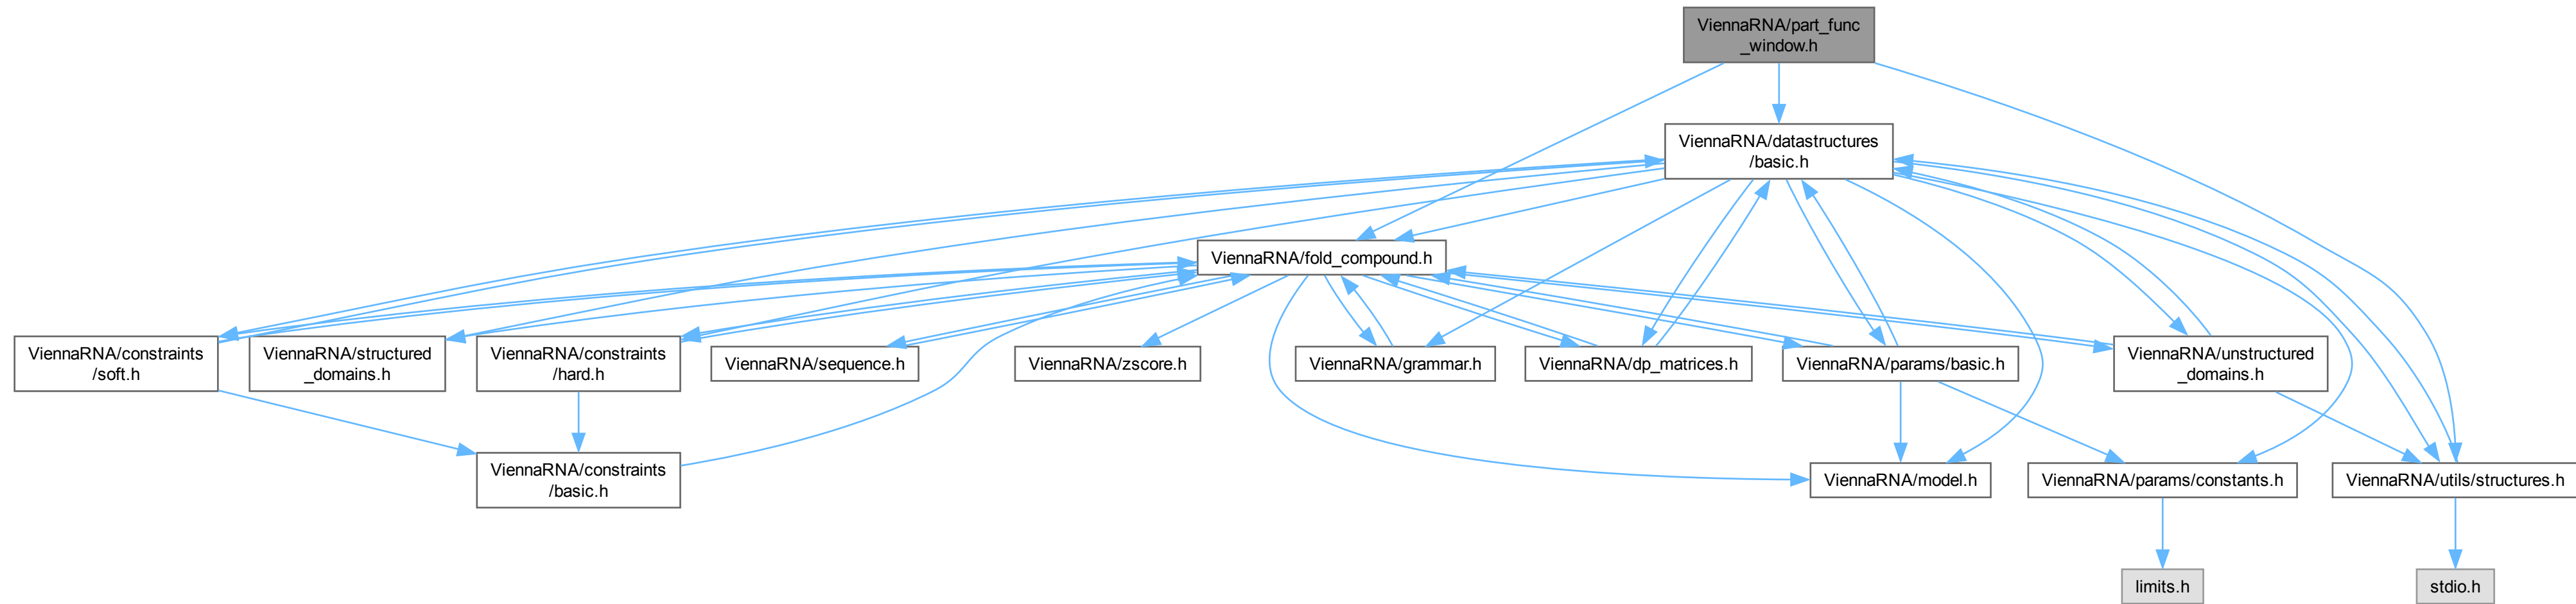 ViennaRNA/part_func
_window.h
ViennaRNA/datastructures
/basic.h
ViennaRNA/fold_compound.h
ViennaRNA/constraints
/soft.h
ViennaRNA/structured
_domains.h
ViennaRNA/constraints
/hard.h
ViennaRNA/sequence.h
ViennaRNA/zscore.h
ViennaRNA/grammar.h
ViennaRNA/dp_matrices.h
ViennaRNA/params/basic.h
ViennaRNA/unstructured
_domains.h
ViennaRNA/constraints
/basic.h
ViennaRNA/model.h
ViennaRNA/params/constants.h
ViennaRNA/utils/structures.h
limits.h
stdio.h